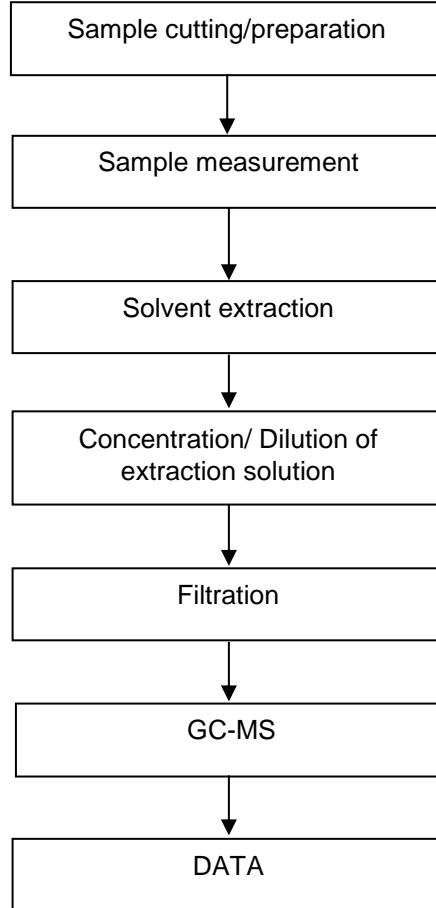 Sample cutting/preparation
Sample measurement
Solvent extraction
Concentration/ Dilution of
extraction solution
Filtration
GC-MS
DATA